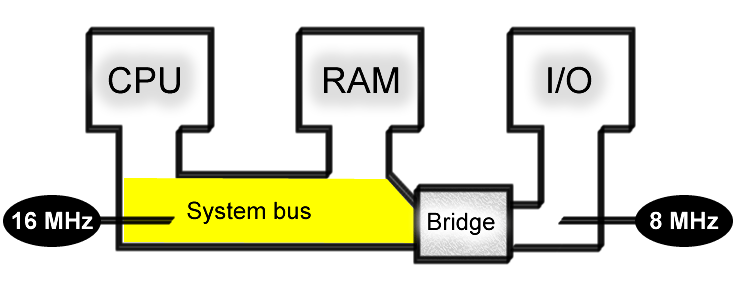 CPU
RAM
I/O
16 MHz
System bus
Bridge
8 MHz